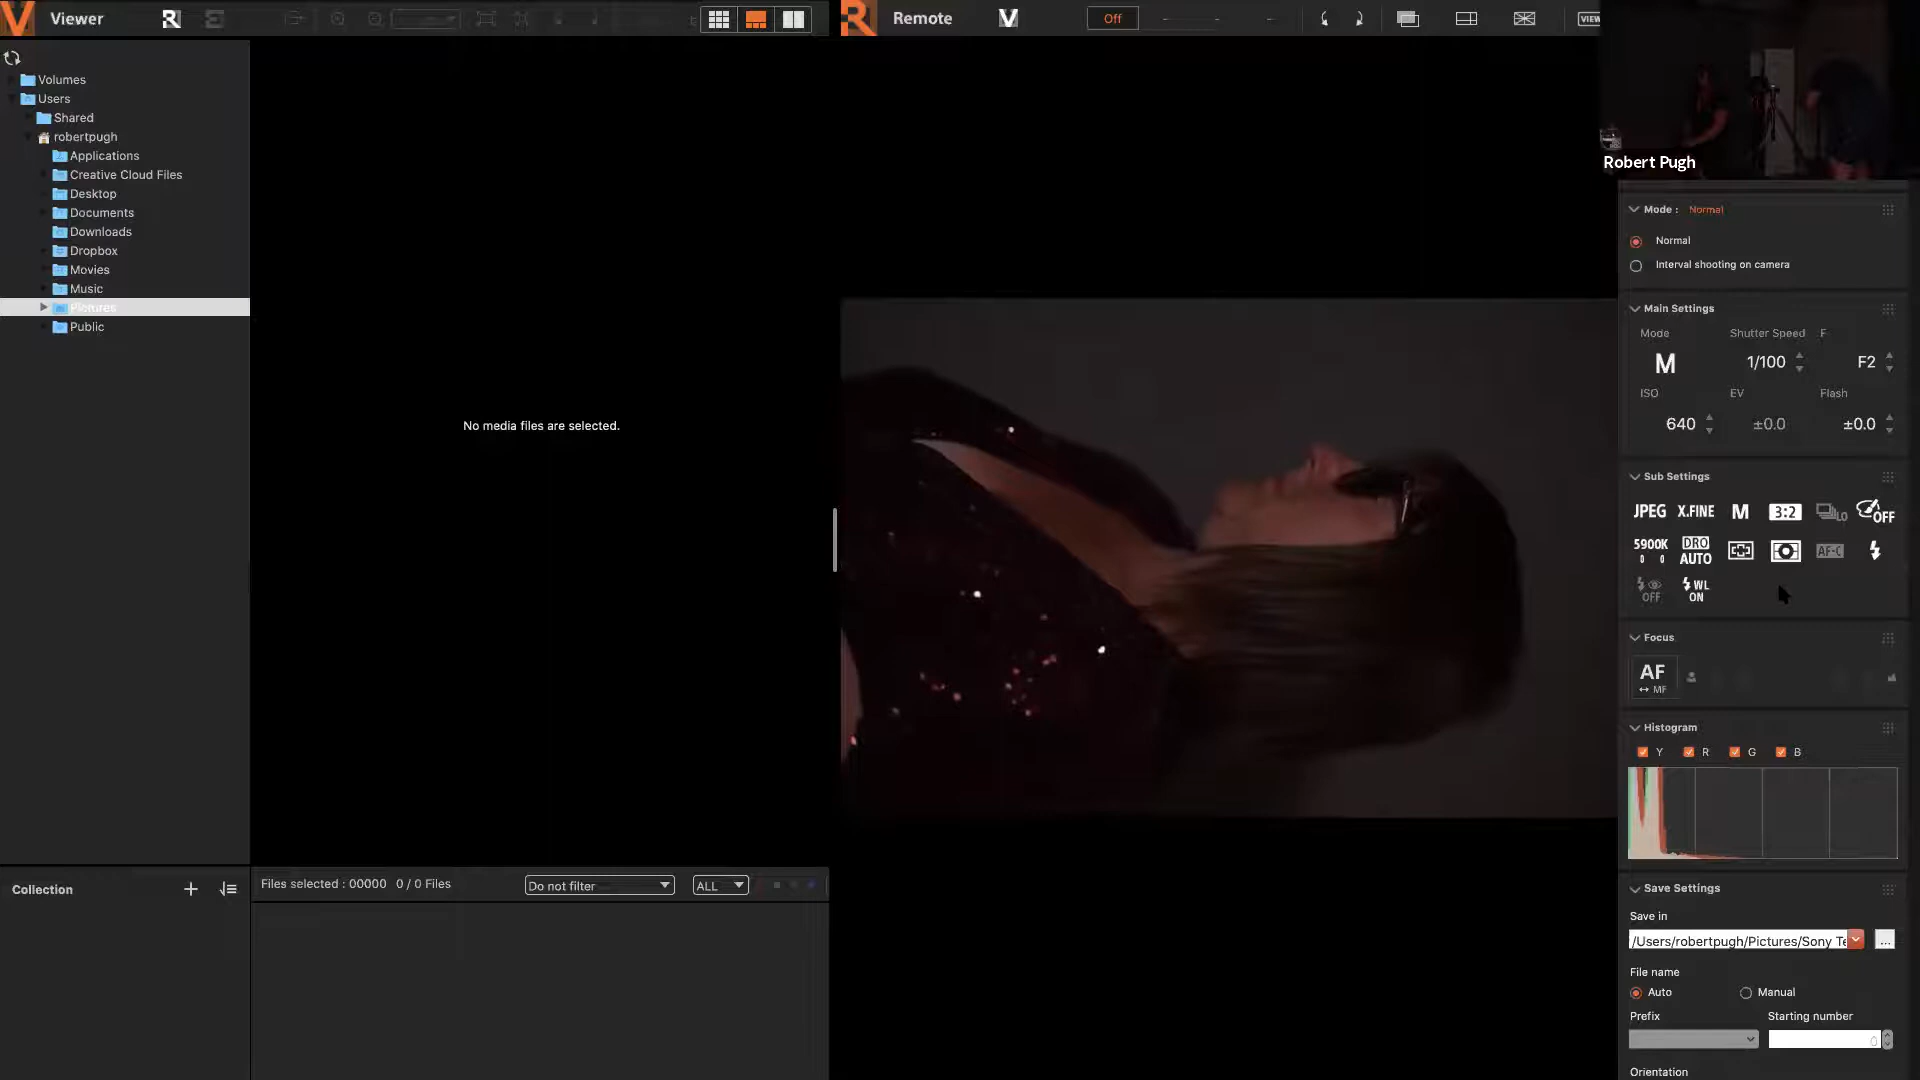 V Viewer R
Volumes
Users
Shared
robertpugh
Applications
Creative Cloud Files
Desktop
Documents
Downloads
Dropbox
Movies
Music
Pictures
Public
No media files are selected.
Collection
Files selected : 00000 0 / 0 Files
Do not filter
ALL
R Remote V
Off
VIEW
Robert Pugh
Mode : Normal
Normal
Interval shooting on camera
Main Settings
Mode Shutter Speed F
M 1/100 F2
ISO EV Flash
640 ±0.0 ±0.0
Sub Settings
JPEG X.FINE M 3:2 LO OFF
5900K DRO AF-C
0 0 AUTO
WL
OFF ON
Focus
AF
↔ MF
Histogram
Y R G B
Save Settings
Save in
/Users/robertpugh/Pictures/Sony Te
...
File name
Auto Manual
Prefix Starting number
0
Orientation